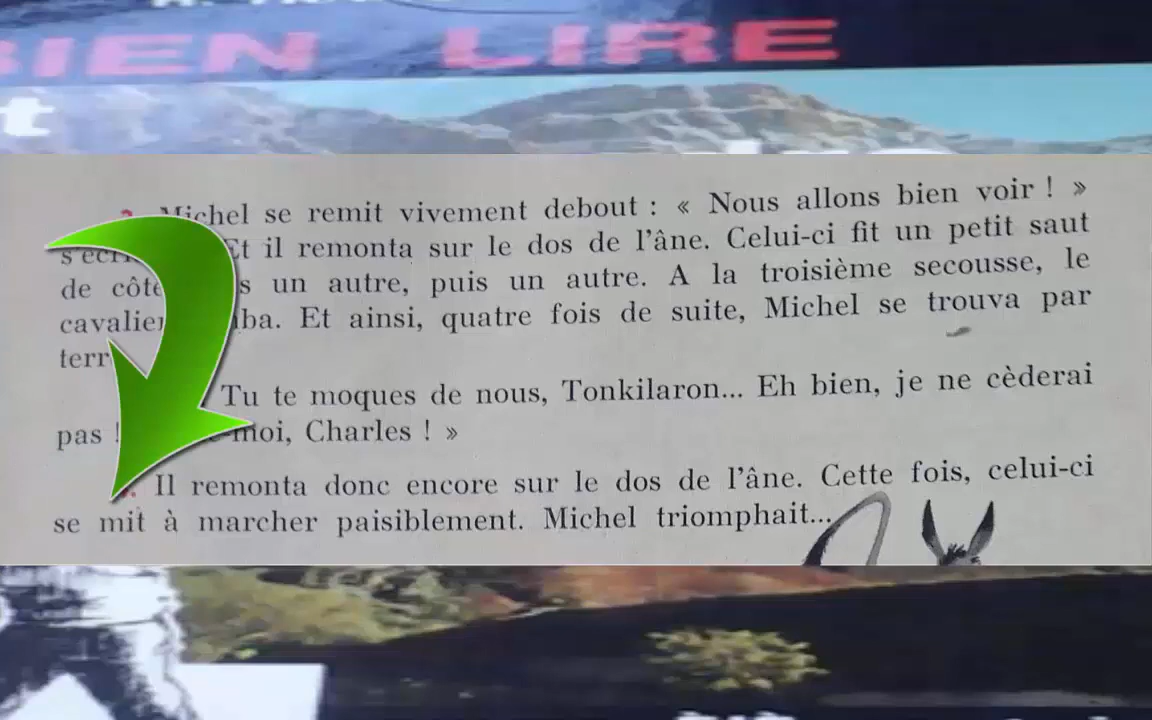 BIEN LIRE
t
Michel se remit vivement debout : « Nous allons bien voir ! »
Et il remonta sur le dos de l'âne. Celui-ci fit un petit saut
de côté un autre, puis un autre. A la troisième secousse, le
cavalier Et ainsi, quatre fois de suite, Michel se trouva par
terr
Tu te moques de nous, Tonkilaron... Eh bien, je ne cèderai
pas ! moi, Charles ! »
Il remonta donc encore sur le dos de l'âne. Cette fois, celui-ci
se mit à marcher paisiblement. Michel triomphait...